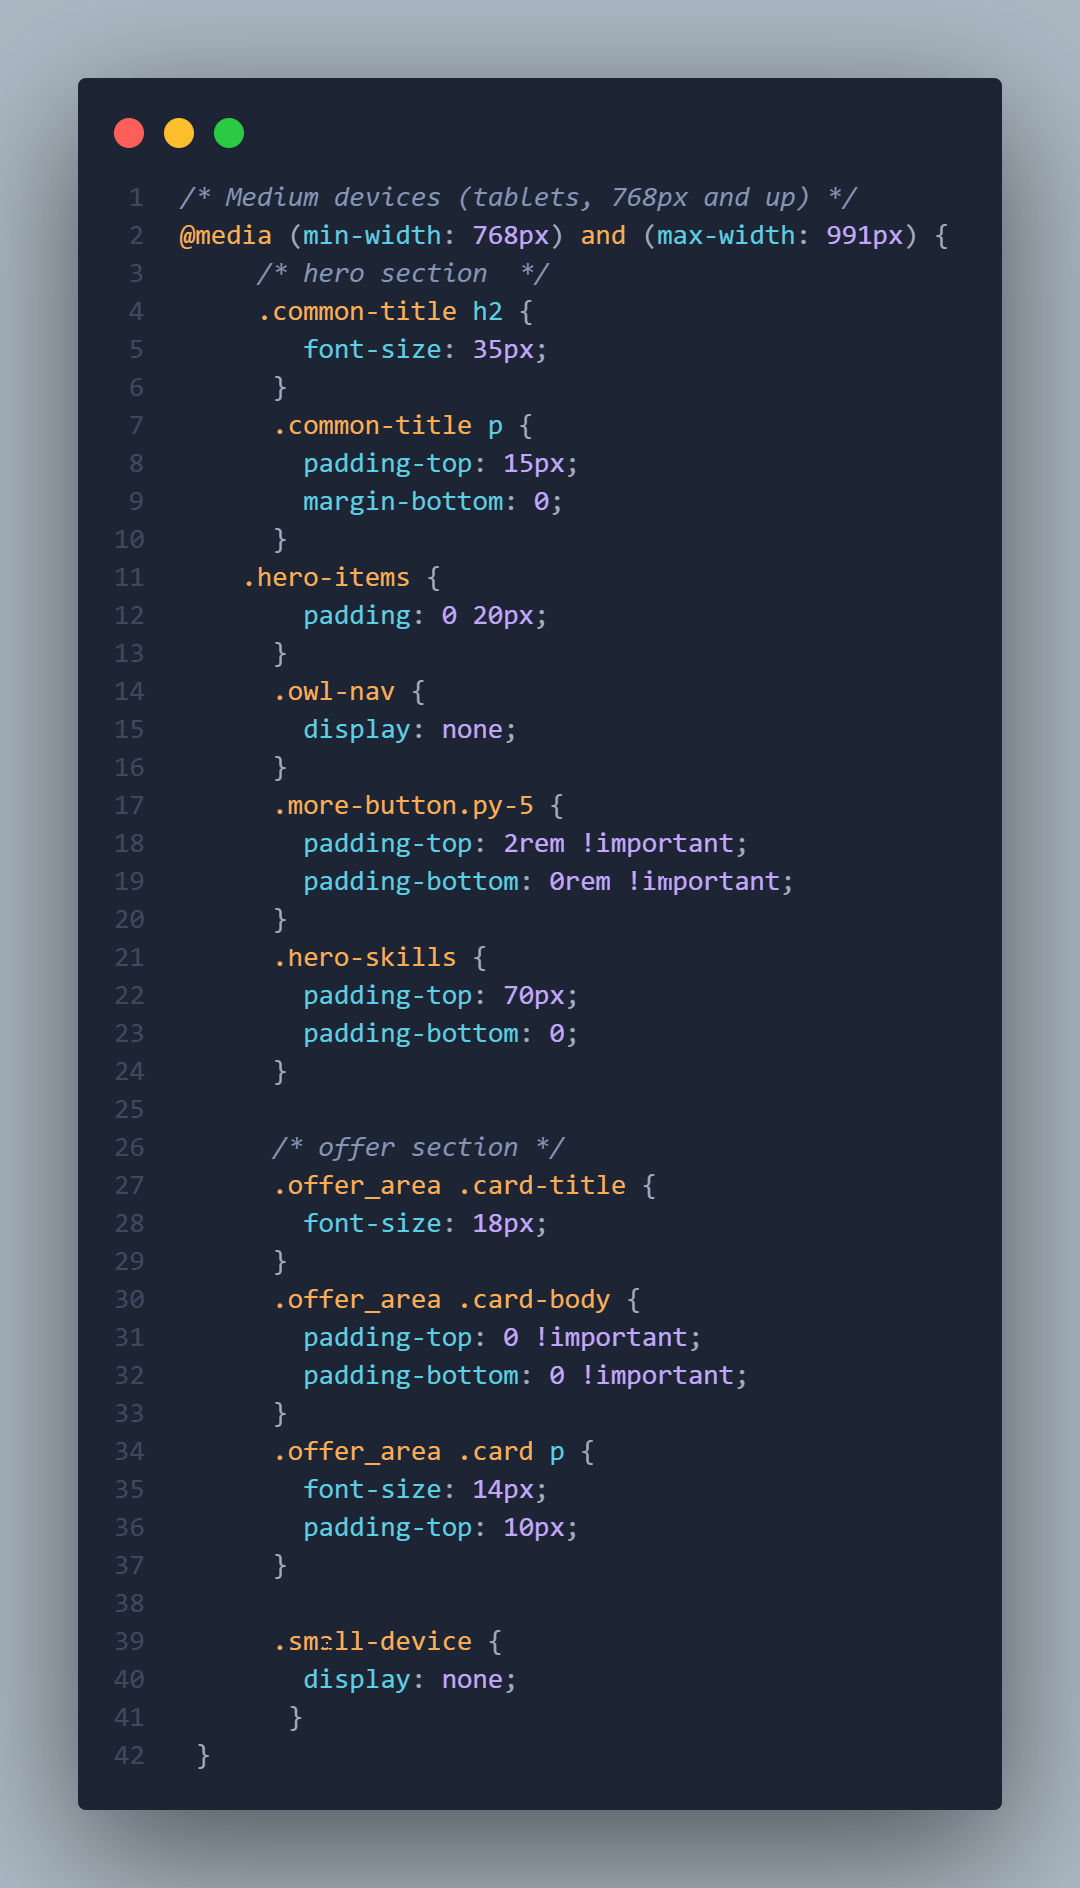 1 /* Medium devices (tablets, 768px and up) */
2 @media (min-width: 768px) and (max-width: 991px) {
3 /* hero section  */
4 .common-title h2 {
5 font-size: 35px;
6 }
7 .common-title p {
8 padding-top: 15px;
9 margin-bottom: 0;
10 }
11 .hero-items {
12 padding: 0 20px;
13 }
14 .owl-nav {
15 display: none;
16 }
17 .more-button.py-5 {
18 padding-top: 2rem !important;
19 padding-bottom: 0rem !important;
20 }
21 .hero-skills {
22 padding-top: 70px;
23 padding-bottom: 0;
24 }
25
26 /* offer section */
27 .offer_area .card-title {
28 font-size: 18px;
29 }
30 .offer_area .card-body {
31 padding-top: 0 !important;
32 padding-bottom: 0 !important;
33 }
34 .offer_area .card p {
35 font-size: 14px;
36 padding-top: 10px;
37 }
38
39 .small-device {
40 display: none;
41 }
42 }